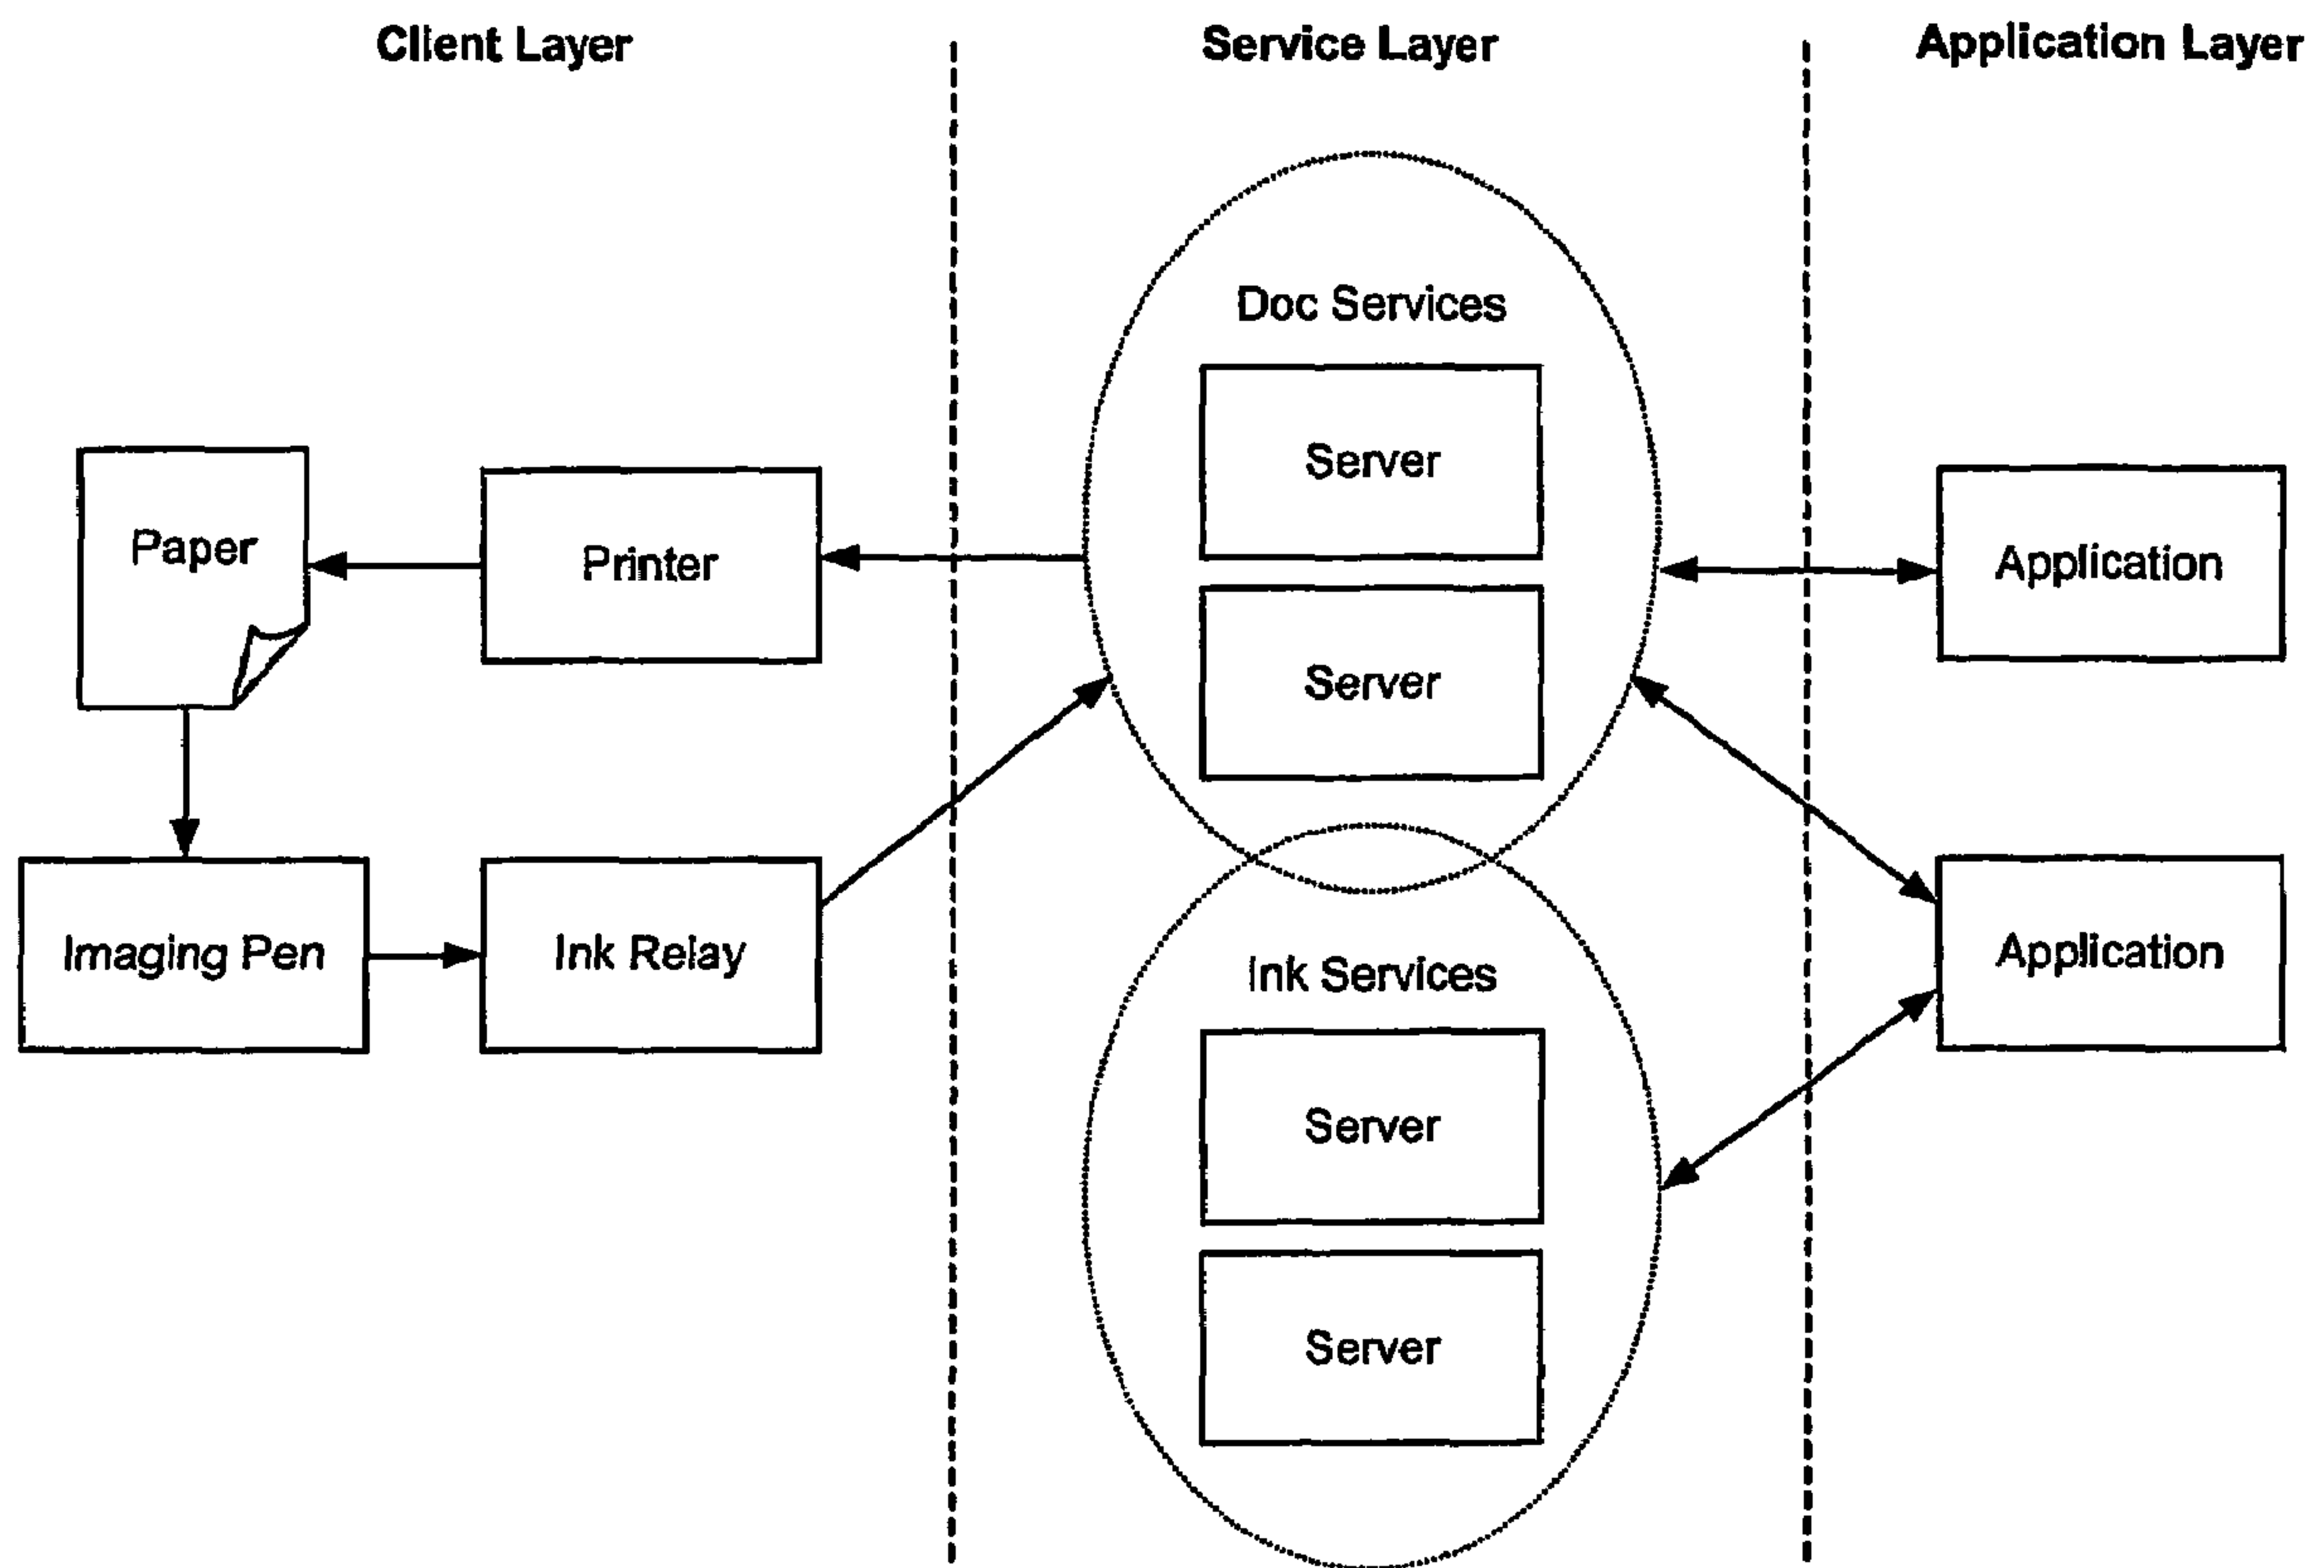 Client Layer
Service Layer
Application Layer
Doc Services
Server
Server
Paper
Printer
Application
Imaging Pen
Ink Relay
Application
Ink Services
Server
Server